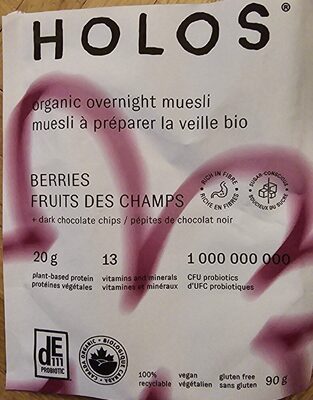 HOLOS®
organic overnight muesli
muesli à préparer la veille bio
BERRIES
FRUITS DES CHAMPS
+ dark chocolate chips / pépites de chocolat noir
RICH IN FIBRE
RICHE EN FIBRES
SUGAR-CONSCIOUS
SOUCIEUX DU SUCRE
20 g
plant-based protein
protéines végétales
13
vitamins and minerals
vitamines et minéraux
1 000 000 000
CFU probiotics
d'UFC probiotiques
dE111
PROBIOTIC
CANADA ORGANIC • BIOLOGIQUE CANADA
100%
recyclable
vegan
végétalien
gluten free
sans gluten
90 g